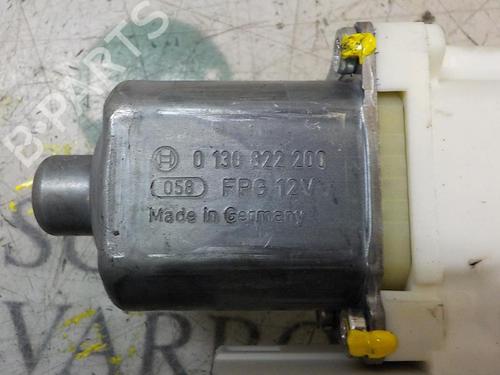 0 130 822 200
058 FPG 12V
Made in Germany
B-PARTS